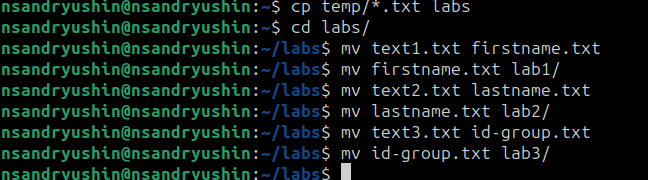 nsandryushin@nsandryushin:~$ cp temp/*.txt labs
nsandryushin@nsandryushin:~$ cd labs/
nsandryushin@nsandryushin:~/labs$ mv text1.txt firstname.txt
nsandryushin@nsandryushin:~/labs$ mv firstname.txt lab1/
nsandryushin@nsandryushin:~/labs$ mv text2.txt lastname.txt
nsandryushin@nsandryushin:~/labs$ mv lastname.txt lab2/
nsandryushin@nsandryushin:~/labs$ mv text3.txt id-group.txt
nsandryushin@nsandryushin:~/labs$ mv id-group.txt lab3/
nsandryushin@nsandryushin:~/labs$